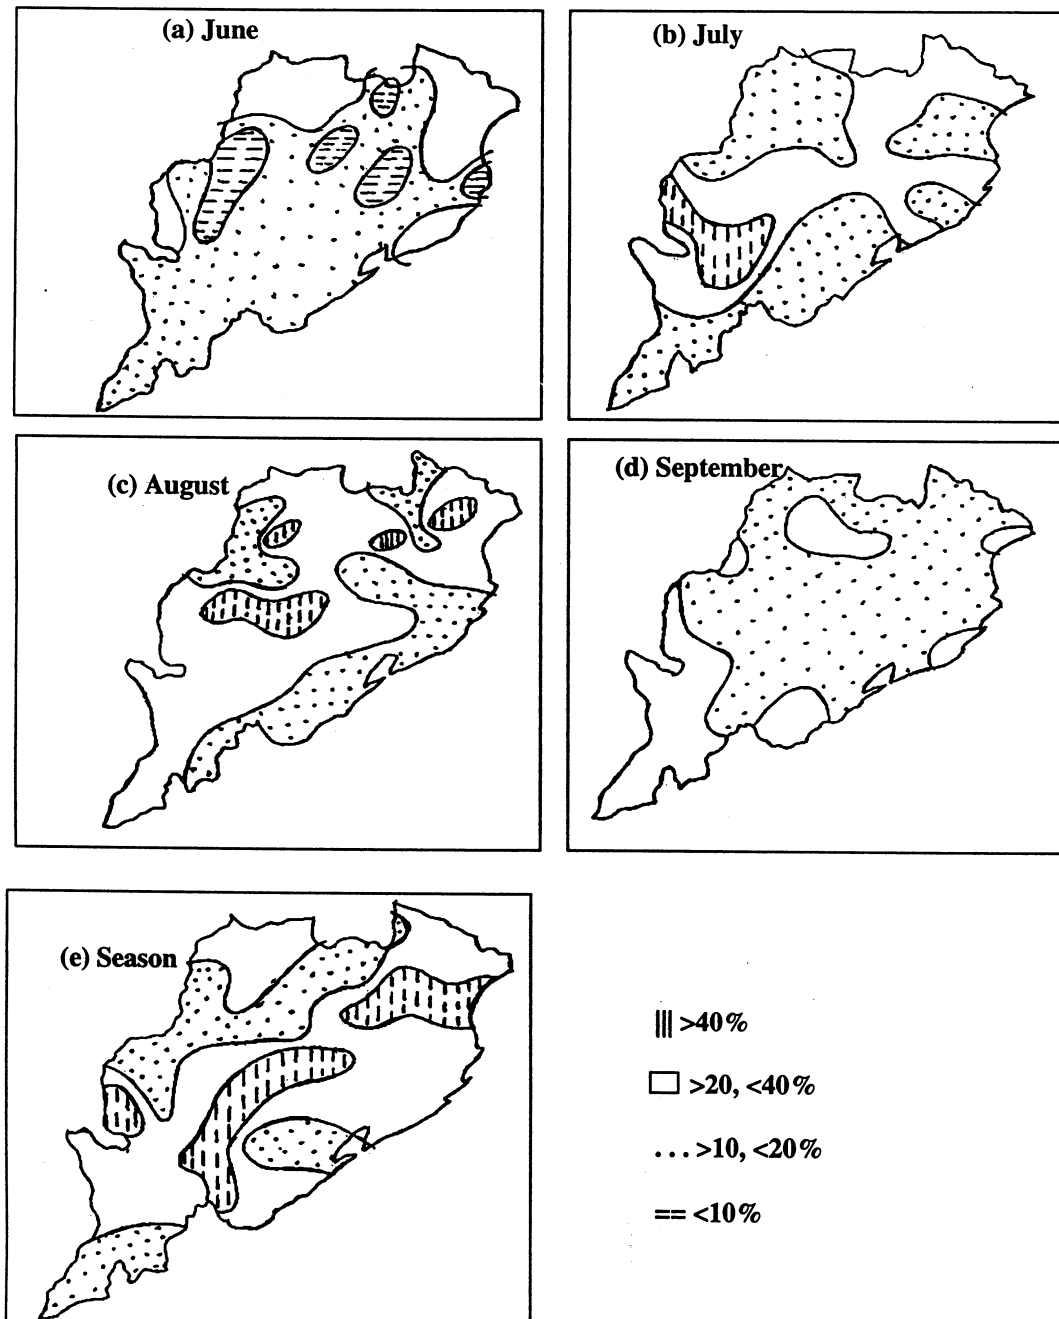 (a) June
(b) July
(c) August
(d) September
(e) Season
>40%
>20, <40%
. . . >10, <20%
== <10%